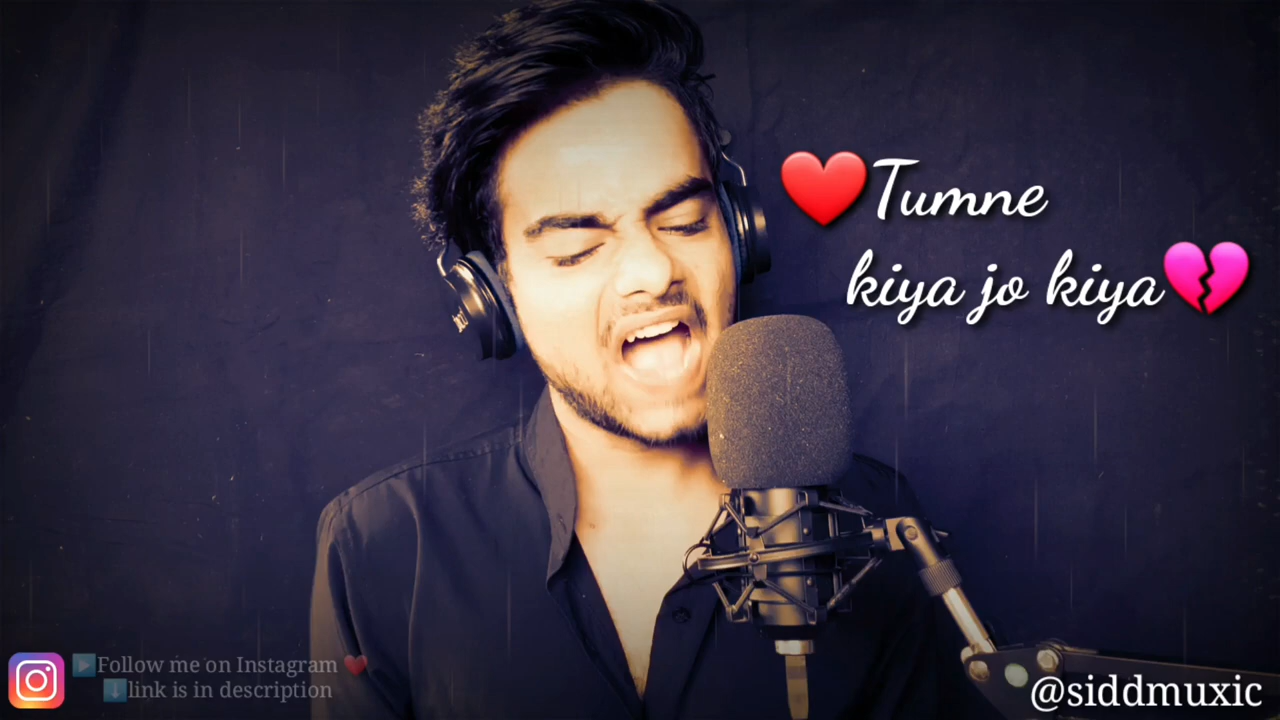 ❤️Tumne
kiya jo kiya💔
▶️Follow me on Instagram ❤️
⬇️link is in description
@siddmuxic